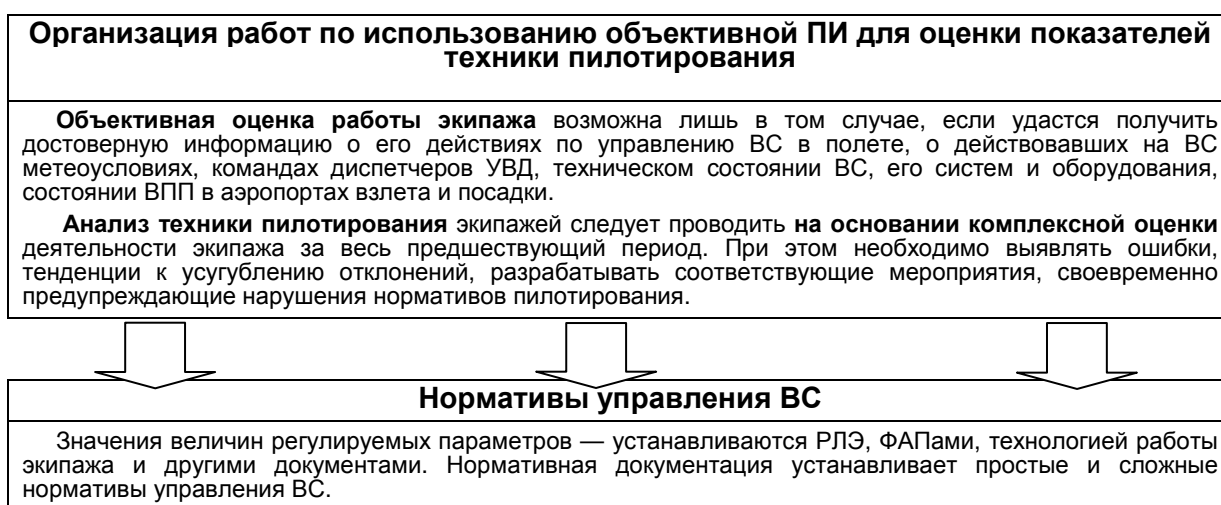 Организация работ по использованию объективной ПИ для оценки показателей
техники пилотирования
Объективная оценка работы экипажа возможна лишь в том случае, если удастся получить
достоверную информацию о его действиях по управлению ВС в полете, о действовавших на ВС
метеоусловиях, командах диспетчеров УВД, техническом состоянии ВС, его систем и оборудования,
состоянии ВПП в аэропортах взлета и посадки.
Анализ техники пилотирования экипажей следует проводить на основании комплексной оценки
деятельности экипажа за весь предшествующий период. При этом необходимо выявлять ошибки,
тенденции к усугублению отклонений, разрабатывать соответствующие мероприятия, своевременно
предупреждающие нарушения нормативов пилотирования.
Нормативы управления ВС
Значения величин регулируемых параметров — устанавливаются РЛЭ, ФАПами, технологией работы
экипажа и другими документами. Нормативная документация устанавливает простые и сложные
нормативы управления ВС.